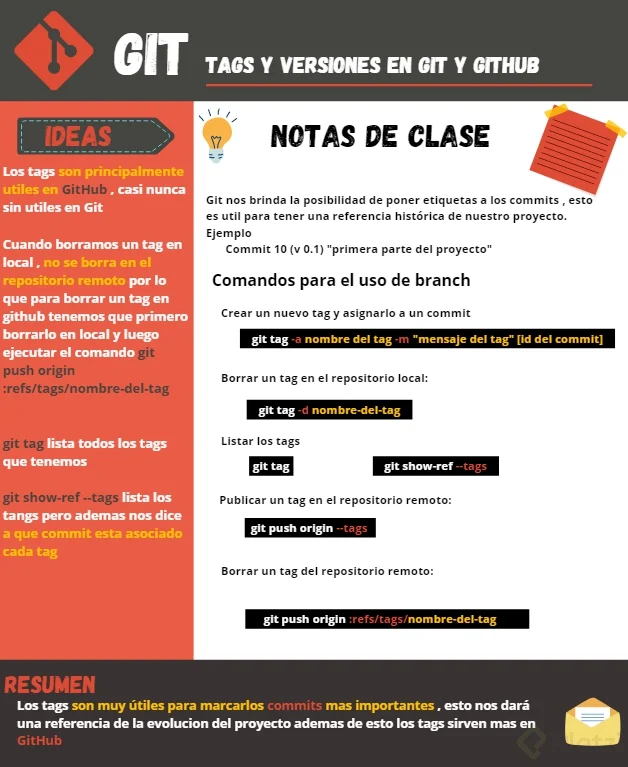 GIT
TAGS Y VERSIONES EN GIT Y GITHUB
IDEAS
Los tags son principalmente
utiles en GitHub , casi nunca
sin utiles en Git
Cuando borramos un tag en
local , no se borra en el
repositorio remoto por lo
que para borrar un tag en
github tenemos que primero
borrarlo en local y luego
ejecutar el comando git
push origin
:refs/tags/nombre-del-tag
git tag lista todos los tags
que tenemos
git show-ref --tags lista los
tangs pero ademas nos dice
a que commit esta asociado
cada tag
NOTAS DE CLASE
Git nos brinda la posibilidad de poner etiquetas a los commits , esto
es util para tener una referencia histórica de nuestro proyecto.
Ejemplo
Commit 10 (v 0.1) "primera parte del proyecto"
Comandos para el uso de branch
Crear un nuevo tag y asignarlo a un commit
git tag -a nombre del tag -m "mensaje del tag" [id del commit]
Borrar un tag en el repositorio local:
git tag -d nombre-del-tag
Listar los tags
git tag
git show-ref --tags
Publicar un tag en el repositorio remoto:
git push origin --tags
Borrar un tag del repositorio remoto:
git push origin :refs/tags/nombre-del-tag
RESUMEN
Los tags son muy útiles para marcarlos commits mas importantes , esto nos dará
una referencia de la evolucion del proyecto ademas de esto los tags sirven mas en
GitHub